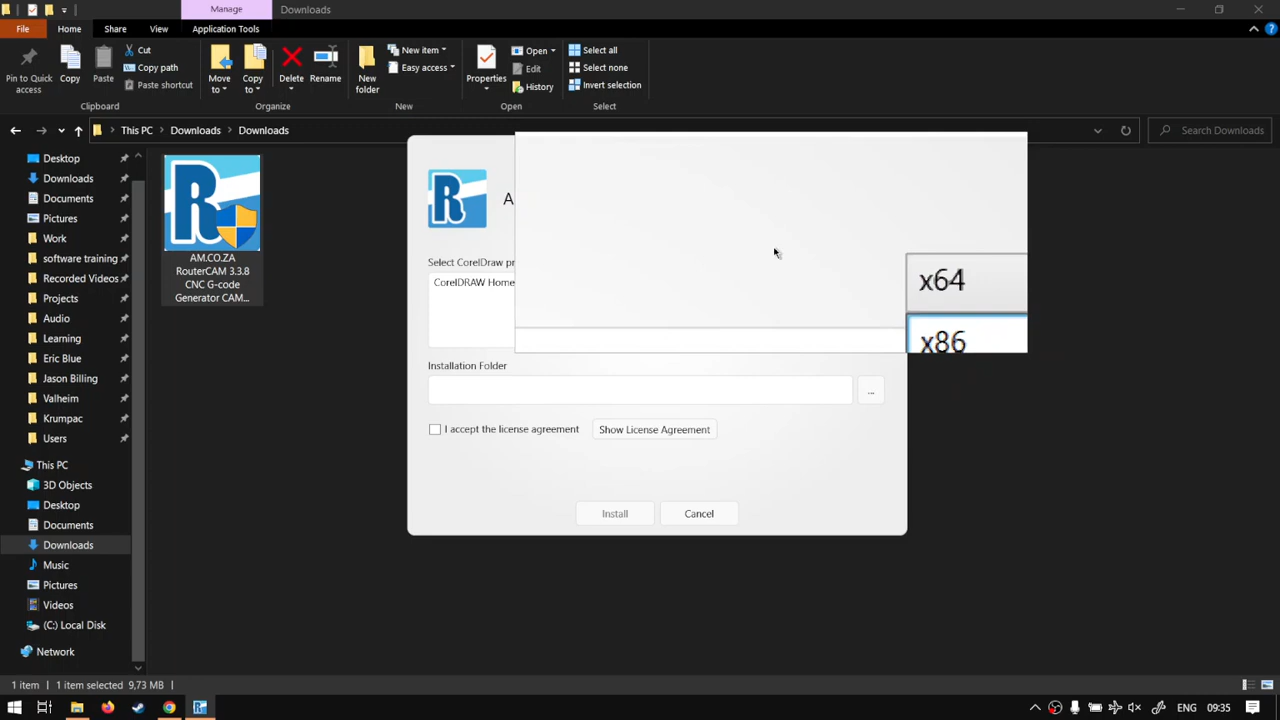 Manage
Downloads
File
Home
Share
View
Application Tools
Pin to Quick
access
Copy
Paste
Cut
Copy path
Paste shortcut
Clipboard
Move
to
Copy
to
Delete
Rename
Organize
New
folder
New item
Easy access
New
Properties
Open
Edit
History
Open
Select all
Select none
Invert selection
Select
This PC
Downloads
Downloads
Search Downloads
Desktop
Downloads
Documents
Pictures
Work
software training
Recorded Videos
Projects
Audio
Learning
Eric Blue
Jason Billing
Valheim
Krumpac
Users
This PC
3D Objects
Desktop
Documents
Downloads
Music
Pictures
Videos
(C:) Local Disk
Network
R
AM.CO.ZA
RouterCAM 3.3.8
CNC G-code
Generator CAM...
R
A
Select CorelDraw pr
CorelDRAW Home
x64
x86
Installation Folder
...
I accept the license agreement
Show License Agreement
Install
Cancel
1 item
1 item selected 9,73 MB
ENG
09:35